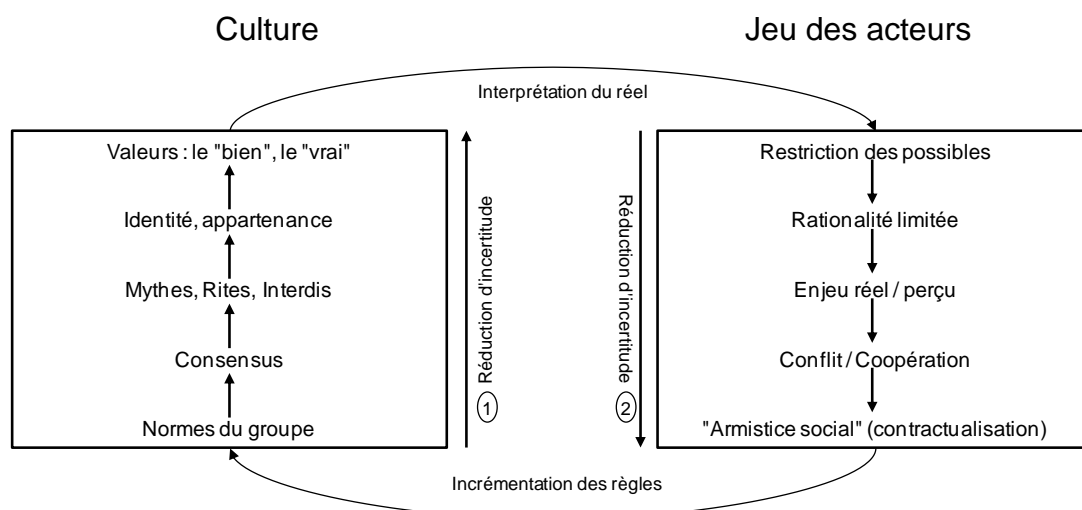 Culture
Jeu des acteurs
Interprétation du réel
Valeurs : le "bien", le "vrai"
Identité, appartenance
Mythes, Rites, Interdis
Consensus
Normes du groupe
1 Réduction d'incertitude
Réduction d'incertitude
2
Restriction des possibles
Rationalité limitée
Enjeu réel / perçu
Conflit / Coopération
"Armistice social" (contractualisation)
Incrémentation des règles